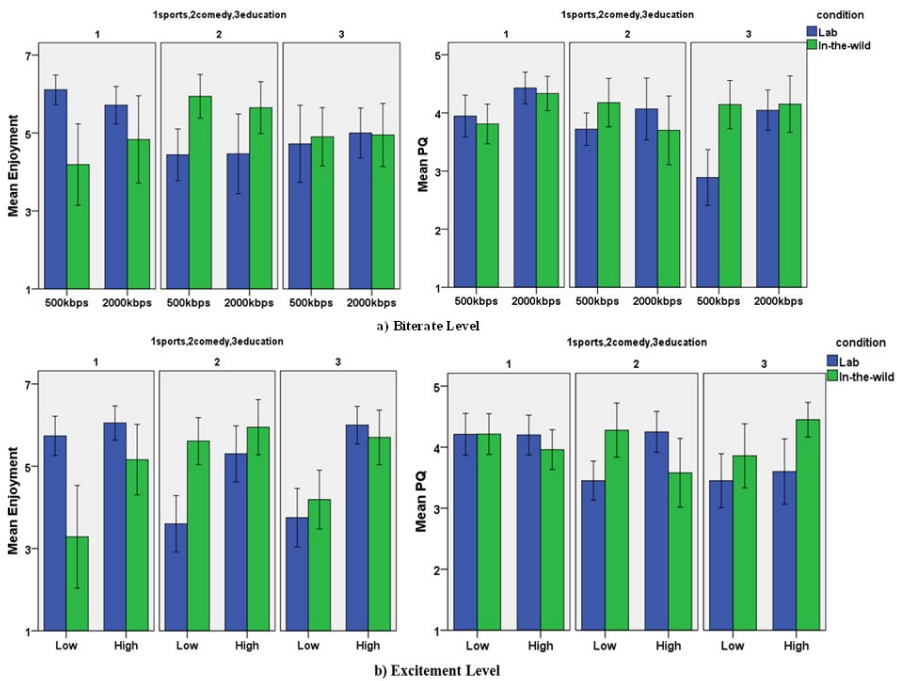 1sports,2comedy,3education
1 2 3
Mean Enjoyment
7
5
3
1
500kbps 2000kbps 500kbps 2000kbps 500kbps 2000kbps
1sports,2comedy,3education
condition
Lab
In-the-wild
1 2 3
Mean PQ
5
4
3
2
1
500kbps 2000kbps 500kbps 2000kbps 500kbps 2000kbps
a) Biterate Level
1sports,2comedy,3education
1 2 3
Mean Enjoyment
7
5
3
1
Low High Low High Low High
1sports,2comedy,3education
condition
Lab
In-the-wild
1 2 3
Mean PQ
5
4
3
2
1
Low High Low High Low High
b) Excitement Level